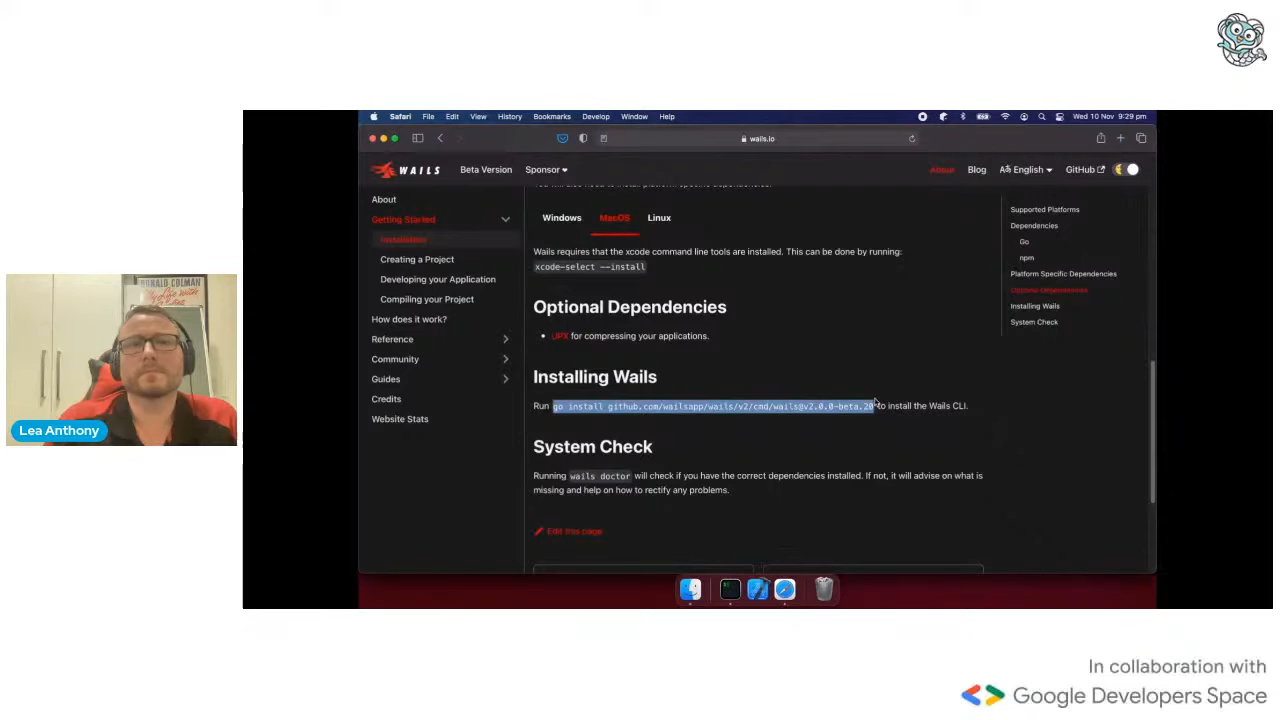 Safari File Edit View History Bookmarks Develop Window Help
Wed 10 Nov 9:29 pm
wails.io
WAILS
Beta Version
Sponsor
About
Blog
English
GitHub
About
Getting Started
Installation
Creating a Project
Developing your Application
Compiling your Project
How does it work?
Reference
Community
Guides
Credits
Website Stats
Windows
MacOS
Linux
Wails requires that the xcode command line tools are installed. This can be done by running:
xcode-select --install
Optional Dependencies
UPX for compressing your applications.
Installing Wails
Run go install github.com/wailsapp/wails/v2/cmd/wails@v2.0.0-beta.20 to install the Wails CLI.
System Check
Running wails doctor will check if you have the correct dependencies installed. If not, it will advise on what is
missing and help on how to rectify any problems.
Edit this page
Supported Platforms
Dependencies
Go
npm
Platform Specific Dependencies
Optional Dependencies
Installing Wails
System Check
RONALD COLMAN
Lea Anthony
In collaboration with
Google Developers Space